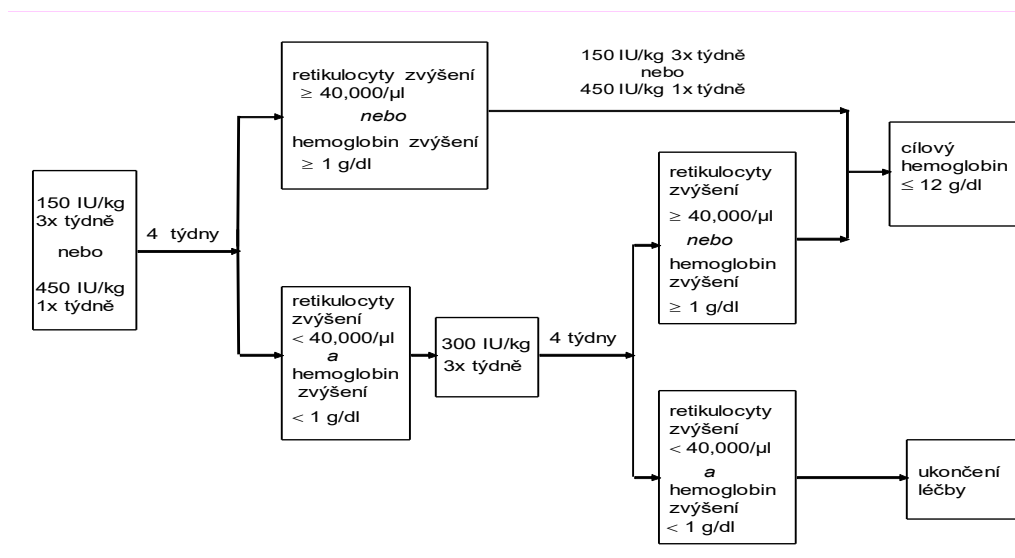 150 IU/kg
3x týdně
nebo
450 IU/kg
1x týdně
4 týdny
retikulocyty zvýšení
≥ 40,000/µl
nebo
hemoglobin zvýšení
≥ 1 g/dl
150 IU/kg 3x týdně
nebo
450 IU/kg 1x týdně
retikulocyty
zvýšení
< 40,000/µl
a
hemoglobin
zvýšení
< 1 g/dl
300 IU/kg
3x týdně
4 týdny
retikulocyty
zvýšení
≥ 40,000/µl
nebo
hemoglobin
zvýšení
≥ 1 g/dl
cílový
hemoglobin
≤ 12 g/dl
retikulocyty
zvýšení
< 40,000/µl
a
hemoglobin
zvýšení
< 1 g/dl
ukončení
léčby